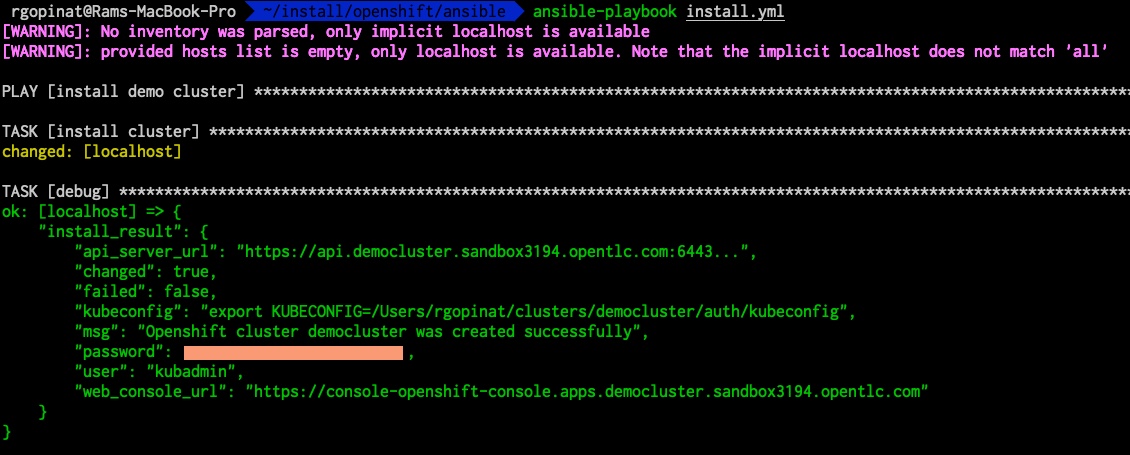 rgopinat@Rams-MacBook-Pro ~/install/openshift/ansible ansible-playbook install.yml
[WARNING]: No inventory was parsed, only implicit localhost is available
[WARNING]: provided hosts list is empty, only localhost is available. Note that the implicit localhost does not match 'all'
PLAY [install demo cluster] *************************************************************************************************
TASK [install cluster] ******************************************************************************************************
changed: [localhost]
TASK [debug] ****************************************************************************************************************
ok: [localhost] => {
    "install_result": {
        "api_server_url": "https://api.democluster.sandbox3194.opentlc.com:6443...",
        "changed": true,
        "failed": false,
        "kubeconfig": "export KUBECONFIG=/Users/rgopinat/clusters/democluster/auth/kubeconfig",
        "msg": "Openshift cluster democluster was created successfully",
        "password": ,
        "user": "kubadmin",
        "web_console_url": "https://console-openshift-console.apps.democluster.sandbox3194.opentlc.com"
    }
}